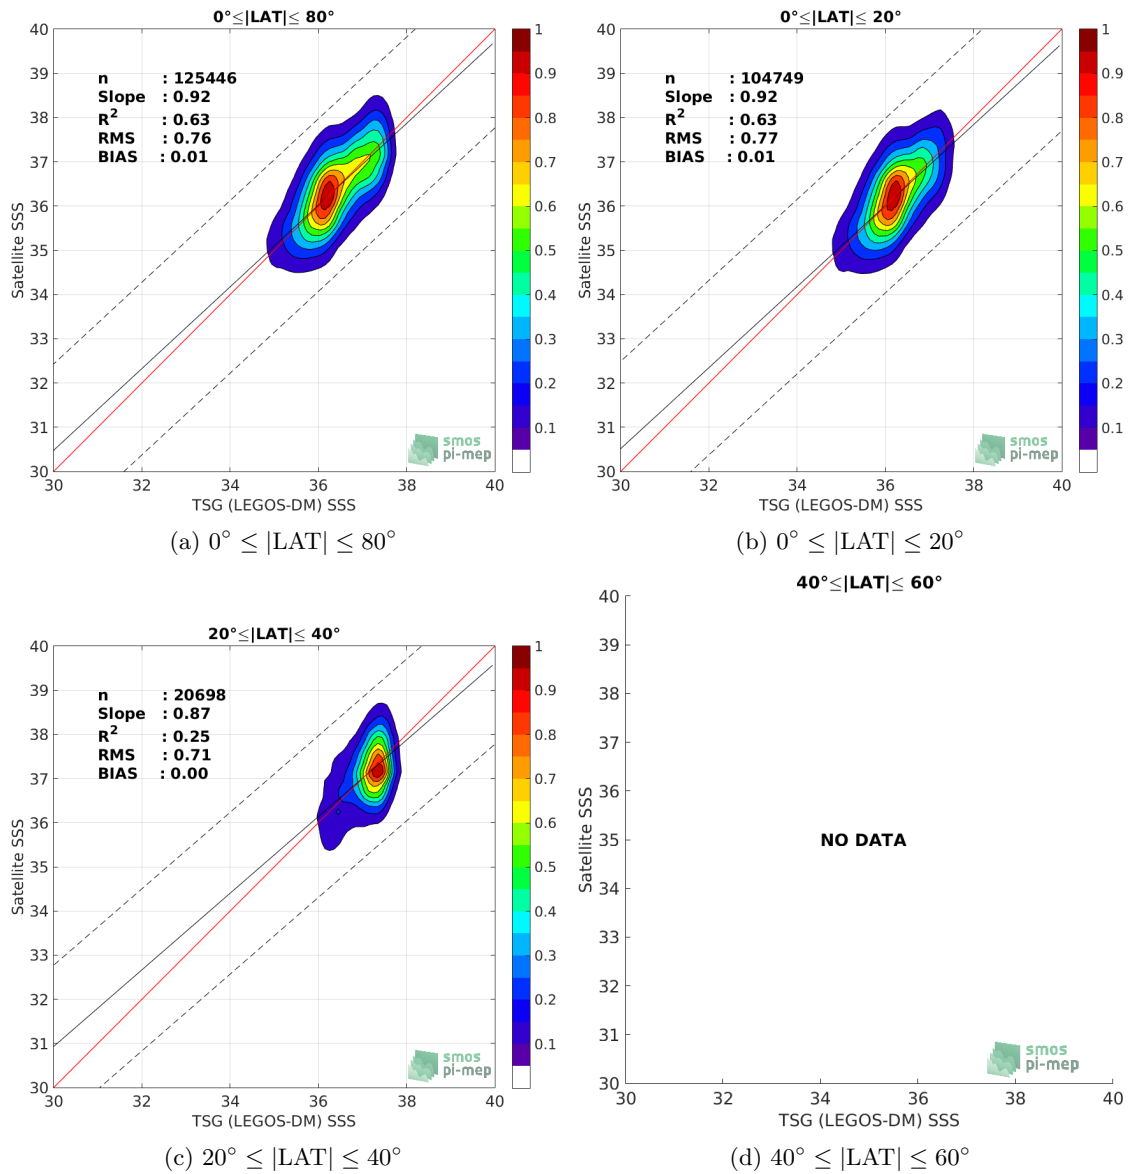 0°≤|LAT|≤ 80°
n : 125446
Slope : 0.92
R² : 0.63
RMS : 0.76
BIAS : 0.01
40
39
38
37
36
35
34
33
32
31
30
Satellite SSS
30 32 34 36 38 40
TSG (LEGOS-DM) SSS
1
0.9
0.8
0.7
0.6
0.5
0.4
0.3
0.2
0.1
smos
pi-mep
(a) 0° ≤ |LAT| ≤ 80°
0°≤|LAT|≤ 20°
n : 104749
Slope : 0.92
R² : 0.63
RMS : 0.77
BIAS : 0.01
40
39
38
37
36
35
34
33
32
31
30
Satellite SSS
30 32 34 36 38 40
TSG (LEGOS-DM) SSS
1
0.9
0.8
0.7
0.6
0.5
0.4
0.3
0.2
0.1
smos
pi-mep
(b) 0° ≤ |LAT| ≤ 20°
20°≤|LAT|≤ 40°
n : 20698
Slope : 0.87
R² : 0.25
RMS : 0.71
BIAS : 0.00
40
39
38
37
36
35
34
33
32
31
30
Satellite SSS
30 32 34 36 38 40
TSG (LEGOS-DM) SSS
1
0.9
0.8
0.7
0.6
0.5
0.4
0.3
0.2
0.1
smos
pi-mep
(c) 20° ≤ |LAT| ≤ 40°
40°≤|LAT|≤ 60°
40
39
38
37
36
35
34
33
32
31
30
Satellite SSS
NO DATA
30 32 34 36 38 40
TSG (LEGOS-DM) SSS
smos
pi-mep
(d) 40° ≤ |LAT| ≤ 60°